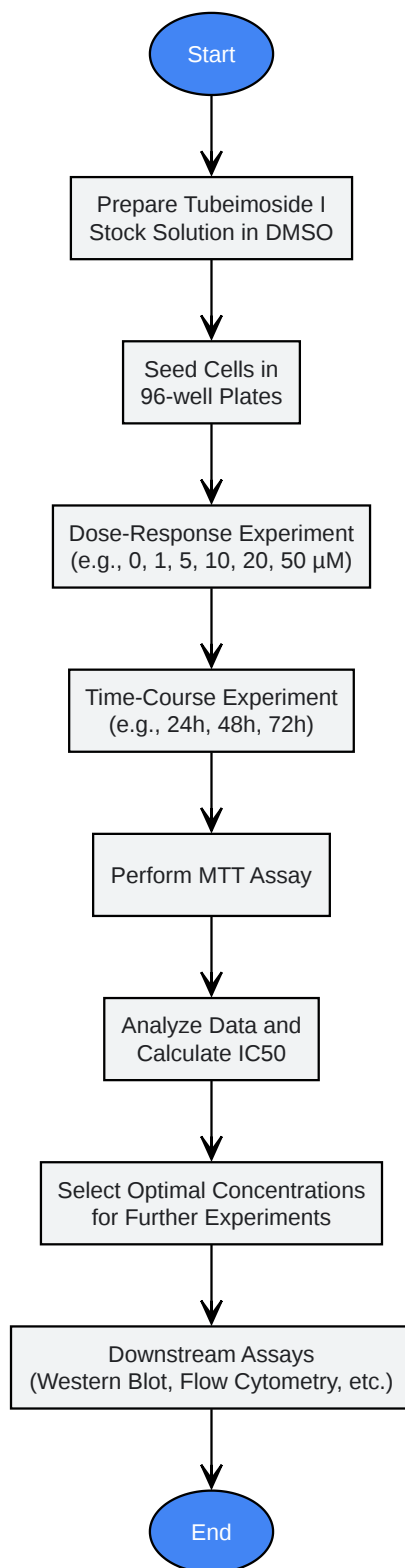 Start
Prepare Tubeimoside I
Stock Solution in DMSO
Seed Cells in
96-well Plates
Dose-Response Experiment
(e.g., 0, 1, 5, 10, 20, 50 µM)
Time-Course Experiment
(e.g., 24h, 48h, 72h)
Perform MTT Assay
Analyze Data and
Calculate IC50
Select Optimal Concentrations
for Further Experiments
Downstream Assays
(Western Blot, Flow Cytometry, etc.)
End